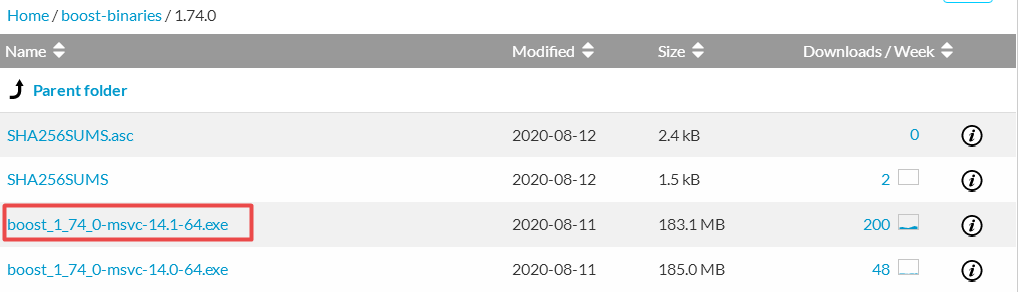 Home / boost-binaries / 1.74.0
Name Modified Size Downloads / Week
Parent folder
SHA256SUMS.asc 2020-08-12 2.4 kB 0
SHA256SUMS 2020-08-12 1.5 kB 2
boost_1_74_0-msvc-14.1-64.exe 2020-08-11 183.1 MB 200
boost_1_74_0-msvc-14.0-64.exe 2020-08-11 185.0 MB 48